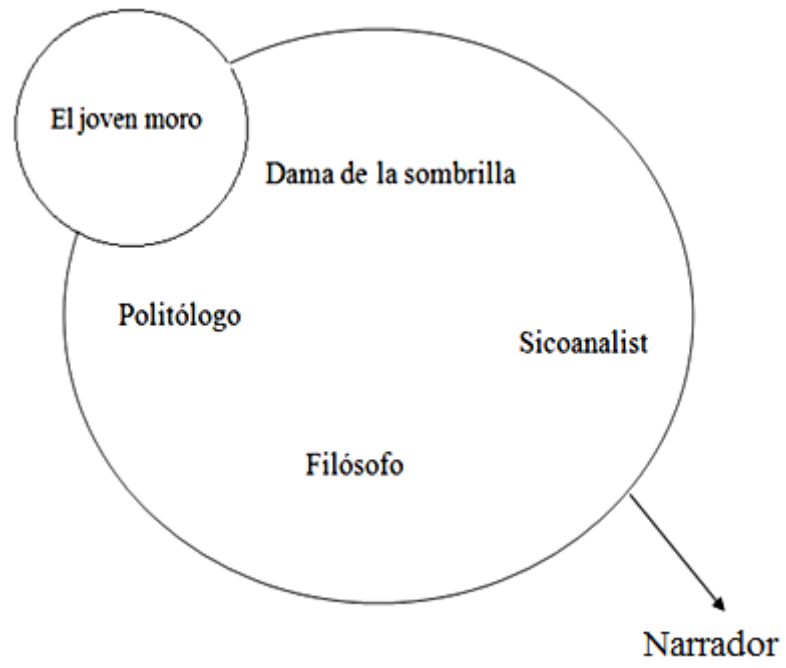 El joven moro
Dama de la sombrilla
Politólogo
Sicoanalist
Filósofo
Narrador